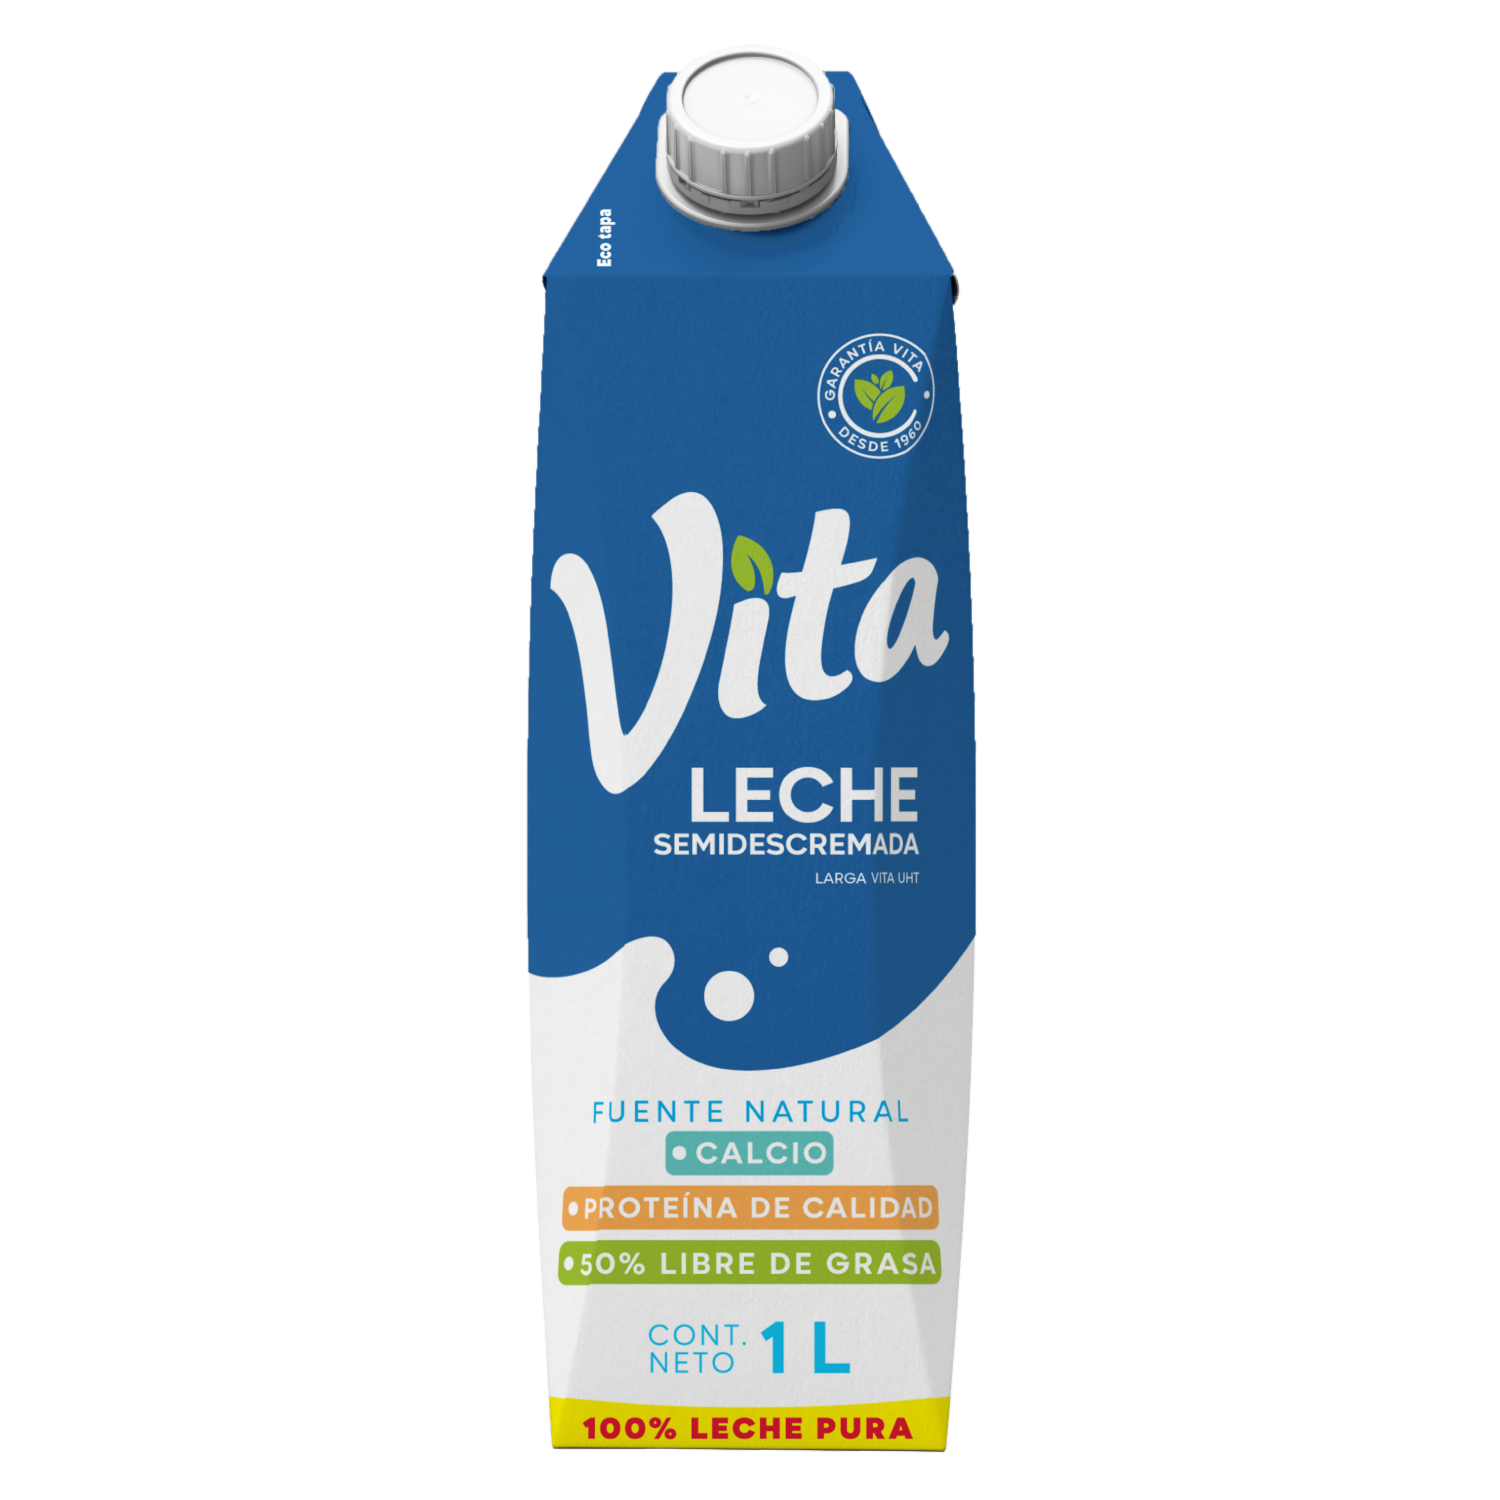 Eco tapa
GARANTÍA VITA
DESDE 1960
Vita
LECHE
SEMIDESCREMADA
LARGA VITA UHT
FUENTE NATURAL
• CALCIO
• PROTEÍNA DE CALIDAD
• 50% LIBRE DE GRASA
CONT. NETO 1 L
100% LECHE PURA